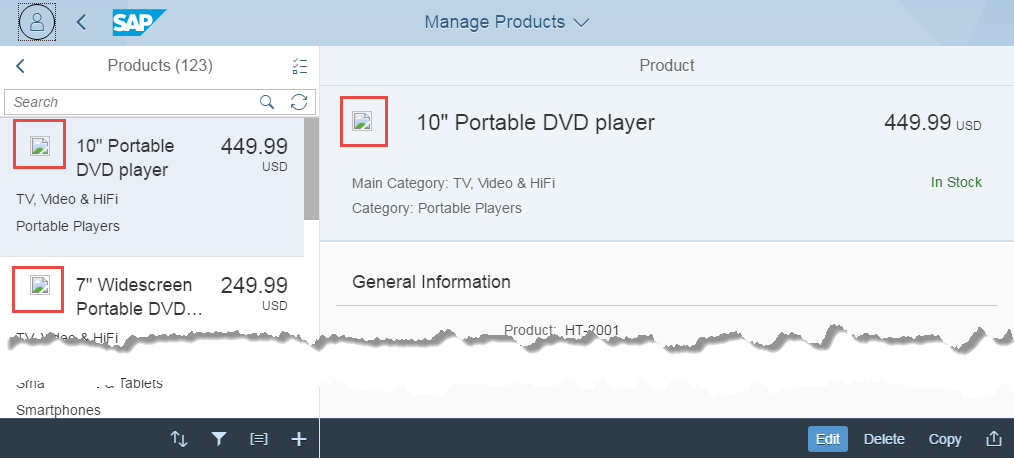 SAP
Manage Products
Products (123)
Search
10" Portable
DVD player
449.99
USD
TV, Video & HiFi
Portable Players
7" Widescreen
Portable DVD...
249.99
USD
TV, Video & HiFi
& Tablets
Smartphones
Product
10" Portable DVD player
449.99 USD
Main Category: TV, Video & HiFi
In Stock
Category: Portable Players
General Information
Product: HT-2001
Edit Delete Copy